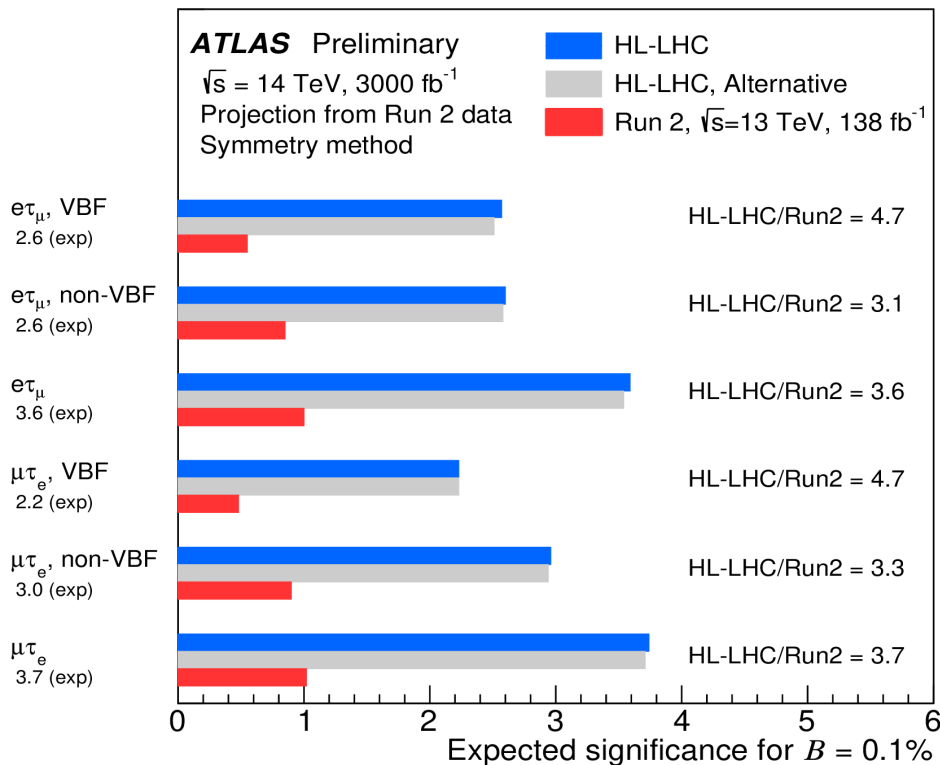 ATLAS Preliminary
√s = 14 TeV, 3000 fb⁻¹
Projection from Run 2 data
Symmetry method
HL-LHC
HL-LHC, Alternative
Run 2, √s=13 TeV, 138 fb⁻¹
eτμ, VBF
2.6 (exp)
HL-LHC/Run2 = 4.7
eτμ, non-VBF
2.6 (exp)
HL-LHC/Run2 = 3.1
eτμ
3.6 (exp)
HL-LHC/Run2 = 3.6
μτe, VBF
2.2 (exp)
HL-LHC/Run2 = 4.7
μτe, non-VBF
3.0 (exp)
HL-LHC/Run2 = 3.3
μτe
3.7 (exp)
HL-LHC/Run2 = 3.7
0 1 2 3 4 5 6
Expected significance for B = 0.1%